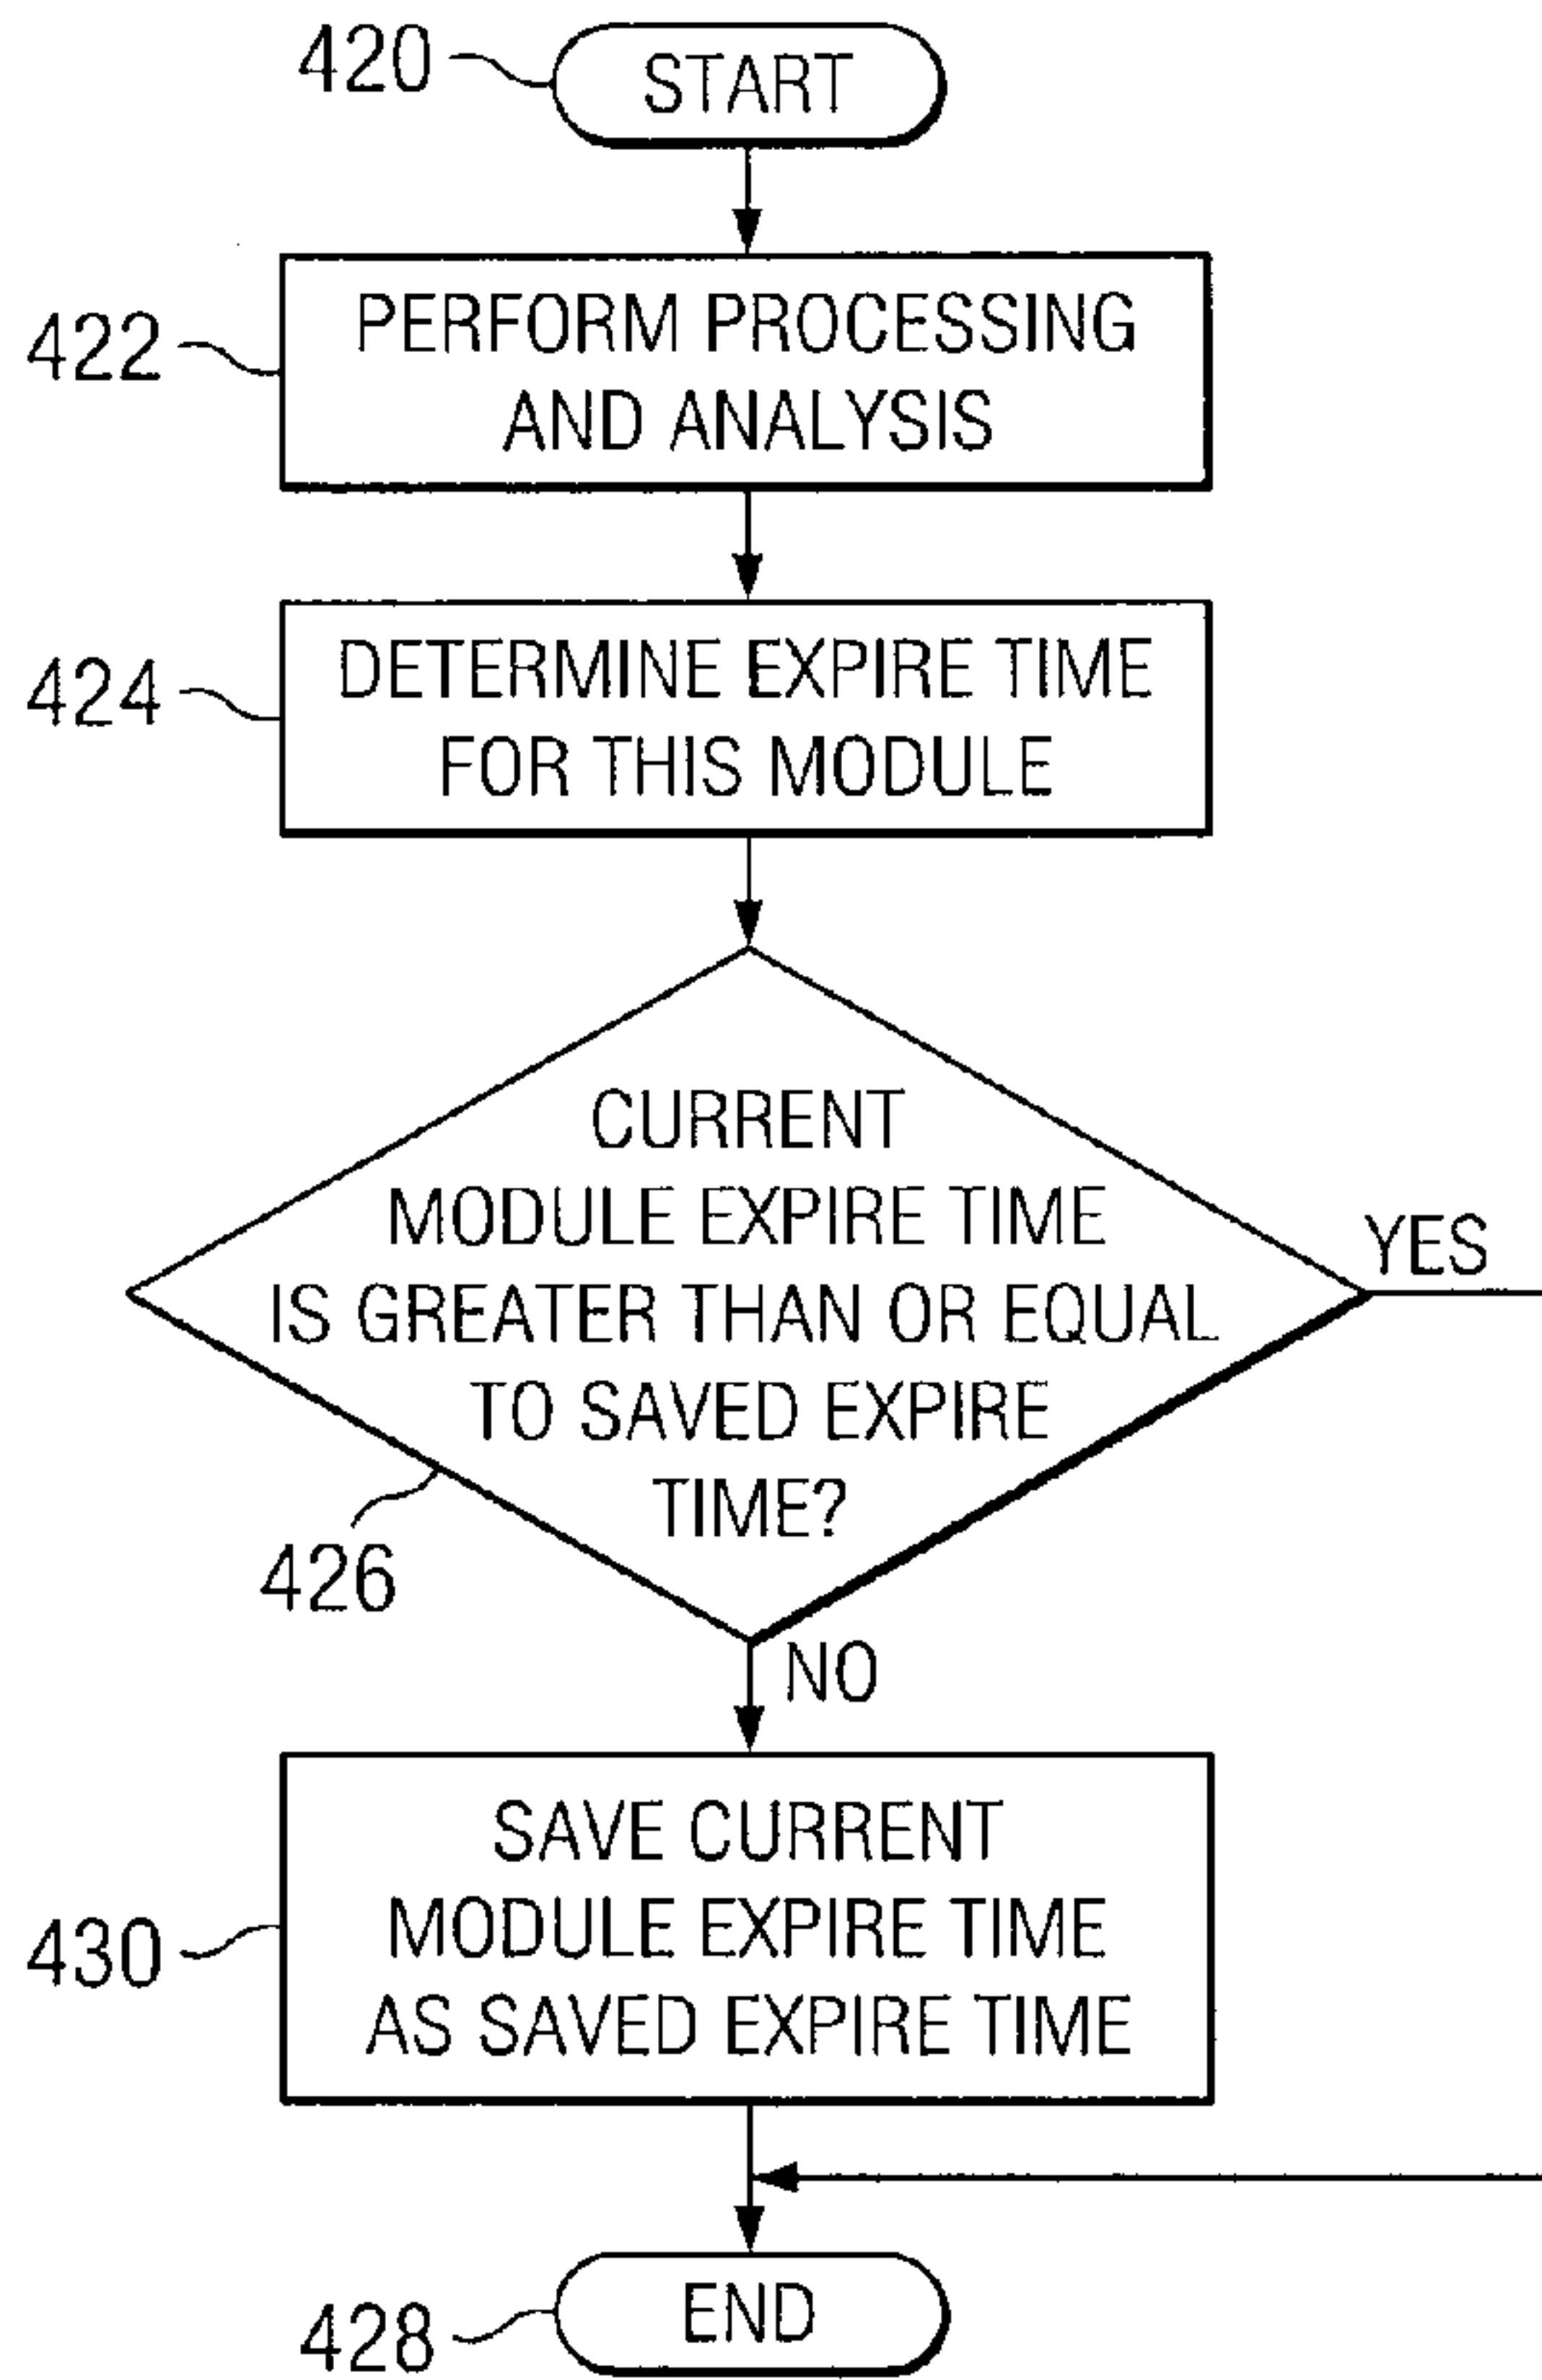 420
START
422
PERFORM PROCESSING
AND ANALYSIS
424
DETERMINE EXPIRE TIME
FOR THIS MODULE
CURRENT
MODULE EXPIRE TIME
IS GREATER THAN OR EQUAL
TO SAVED EXPIRE
TIME?
YES
426
NO
430
SAVE CURRENT
MODULE EXPIRE TIME
AS SAVED EXPIRE TIME
428
END